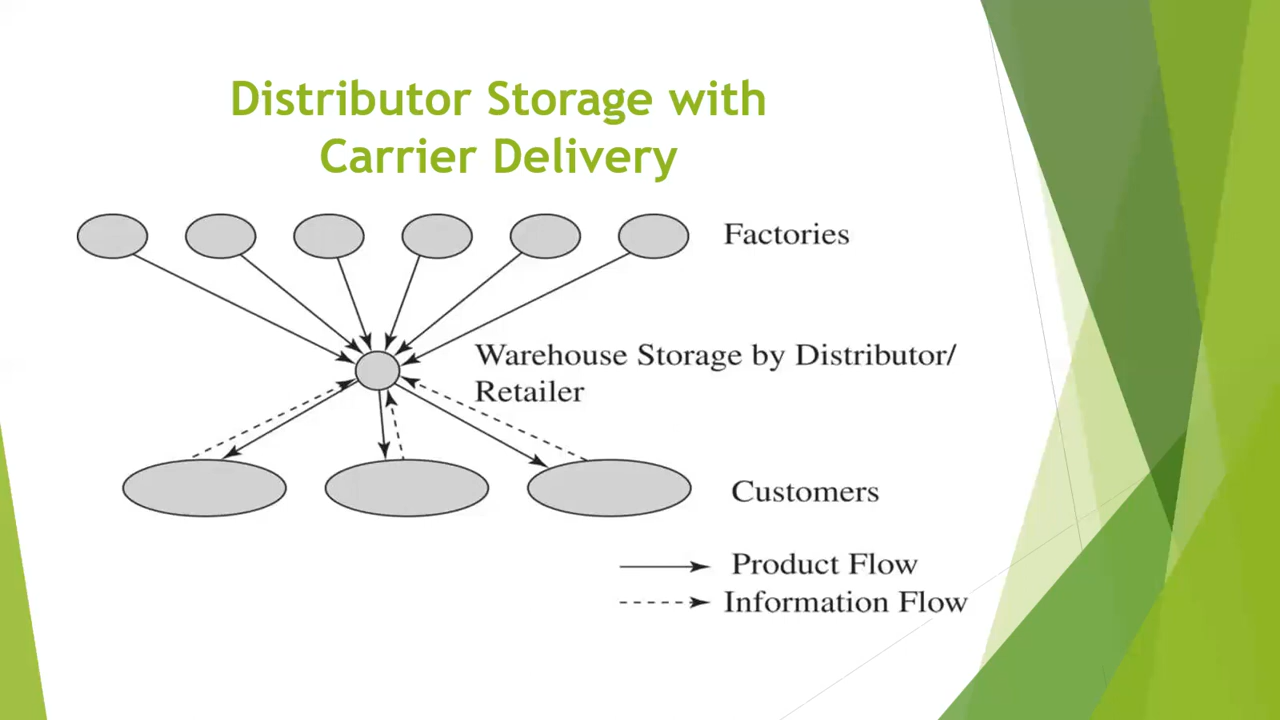 Distributor Storage with
Carrier Delivery
Factories
Warehouse Storage by Distributor/
Retailer
Customers
Product Flow
Information Flow